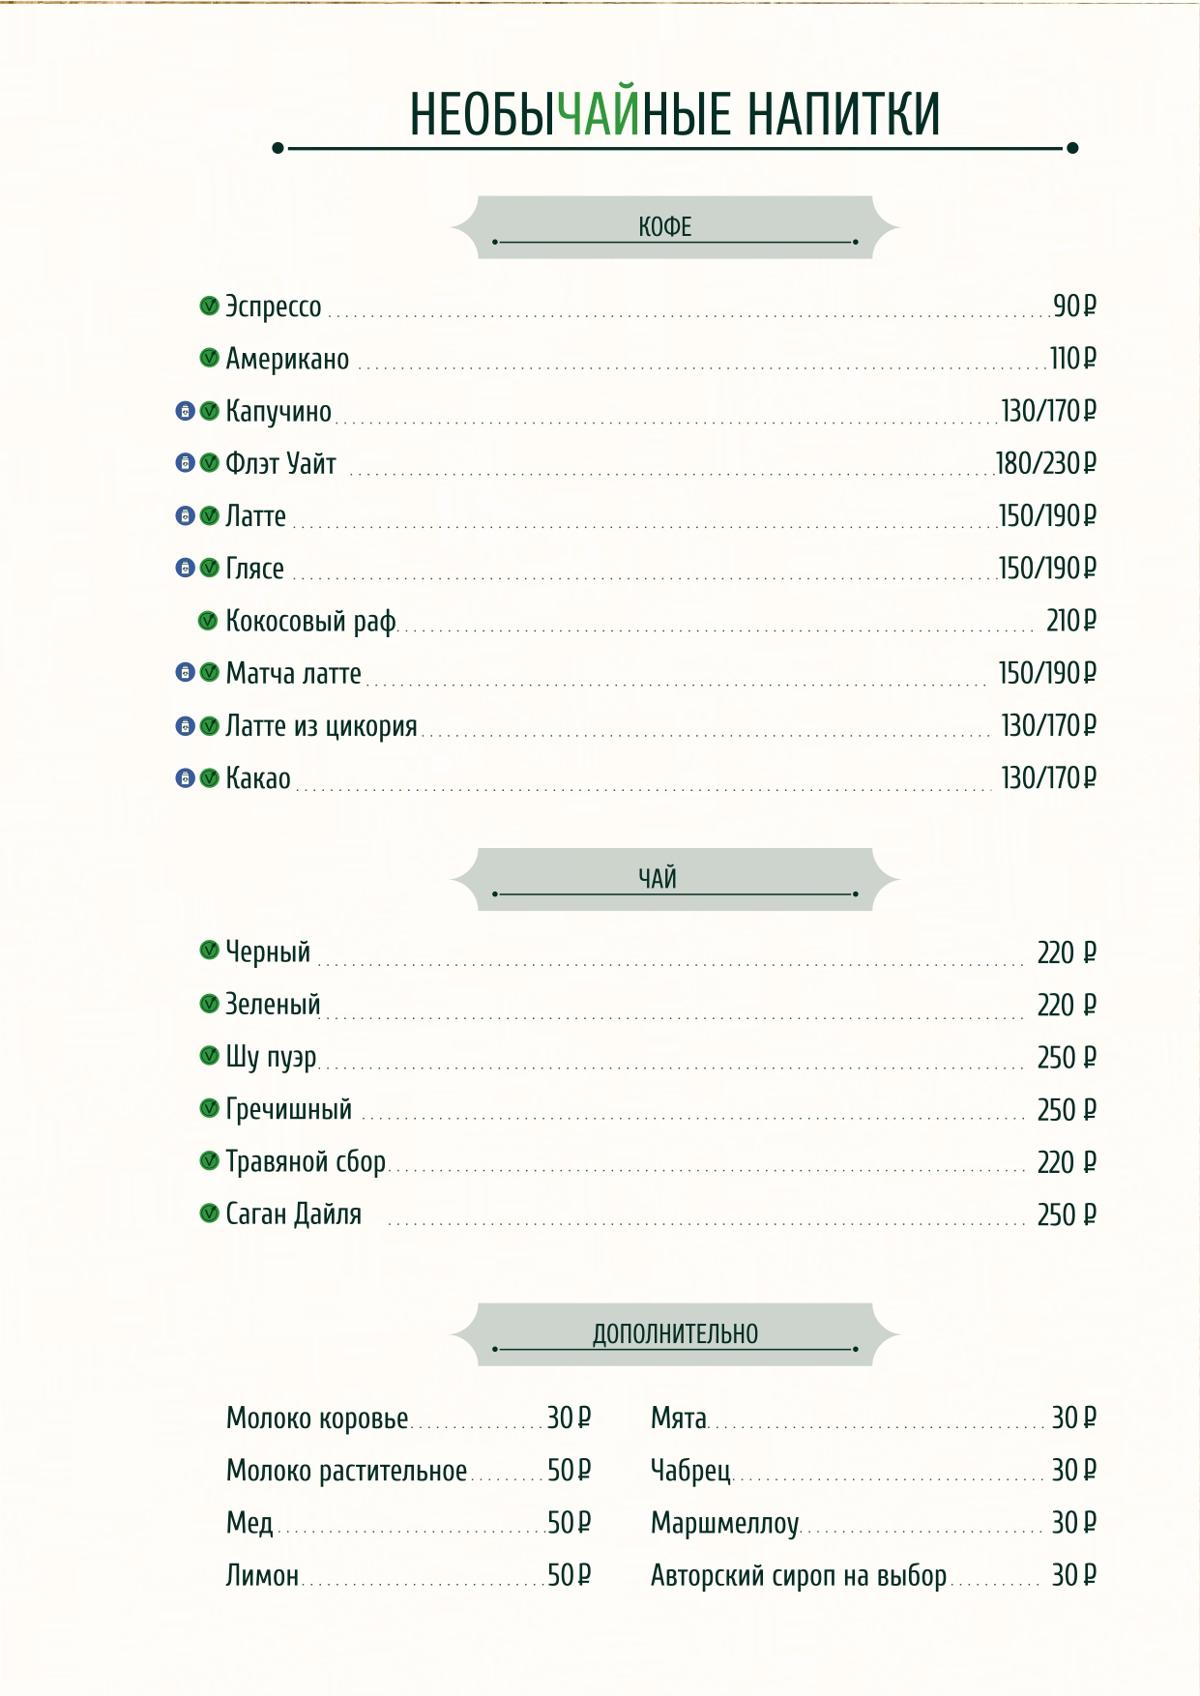 НЕОБЫЧАЙНЫЕ НАПИТКИ
КОФЕ
Эспрессо 90₽
Американо 110₽
Капучино 130/170₽
Флэт Уайт 180/230₽
Латте 150/190₽
Глясе 150/190₽
Кокосовый раф 210₽
Матча латте 150/190₽
Латте из цикория 130/170₽
Какао 130/170₽
ЧАЙ
Черный 220 ₽
Зеленый 220 ₽
Шу пуэр 250 ₽
Гречишный 250 ₽
Травяной сбор 220 ₽
Саган Дайля 250 ₽
ДОПОЛНИТЕЛЬНО
Молоко коровье 30₽
Молоко растительное 50₽
Мед 50₽
Лимон 50₽
Мята 30₽
Чабрец 30₽
Маршмеллоу 30₽
Авторский сироп на выбор 30₽